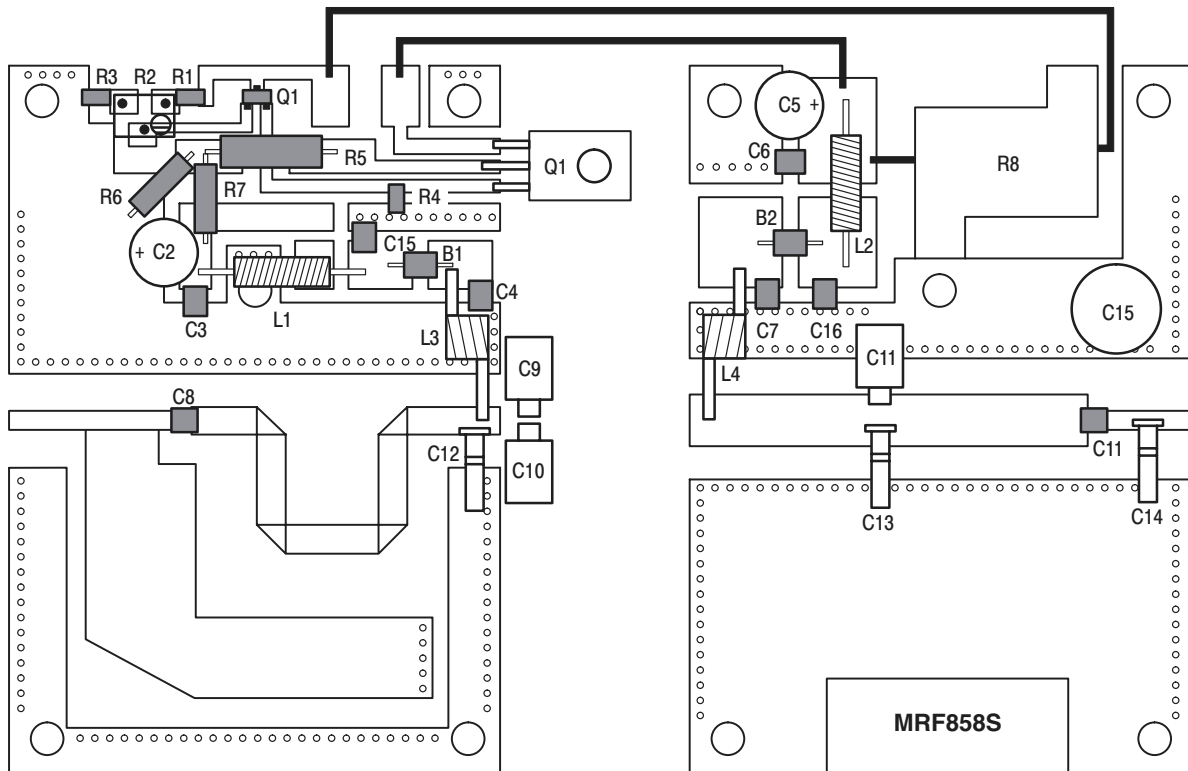 R3 R2 R1
Q1
C5 +
R5
C6
Q1
R8
R6
R7
R4
B2
+ C2
C15
B1
L2
C3
L1
C4
L3
C7
C16
C15
C9
L4
C11
C8
C12
C10
C11
C13
C14
MRF858S